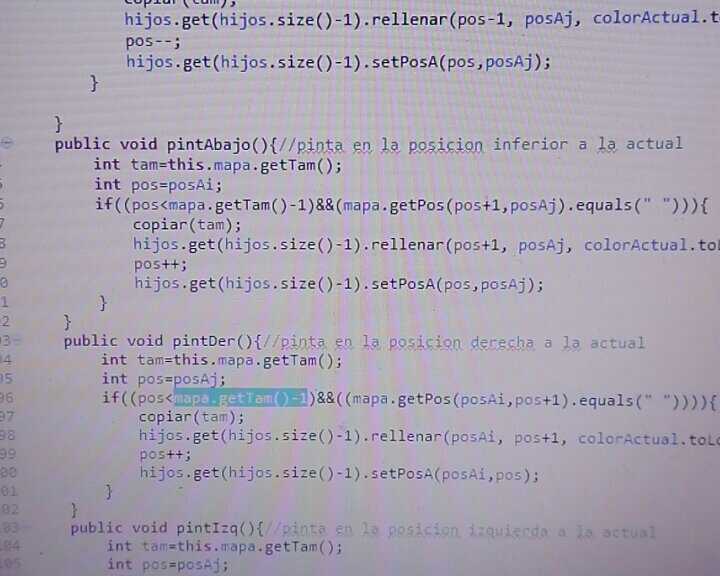 copiar(tam);
hijos.get(hijos.size()-1).rellenar(pos-1, posAj, colorActual.
pos--;
hijos.get(hijos.size()-1).setPosA(pos,posAj);
}
}
public void pintAbajo(){//pinta en la posicion inferior a la actual
int tam=this.mapa.getTam();
int pos=posAi;
if((pos<mapa.getTam()-1)&&(mapa.getPos(pos+1,posAj).equals(" "))){
copiar(tam);
hijos.get(hijos.size()-1).rellenar(pos+1, posAj, colorActual.toL
pos++;
hijos.get(hijos.size()-1).setPosA(pos,posAj);
}
}
public void pintDer(){//pinta en la posicion derecha a la actual
int tam=this.mapa.getTam();
int pos=posAj;
if((pos<mapa.getTam()-1)&&((mapa.getPos(posAi,pos+1).equals(" ")))){
copiar(tam);
hijos.get(hijos.size()-1).rellenar(posAi, pos+1, colorActual.toLo
pos++;
hijos.get(hijos.size()-1).setPosA(posAi,pos);
}
}
public void pintIzq(){//pinta en la posicion izquierda a la actual
int tam=this.mapa.getTam();
int pos=posAj;